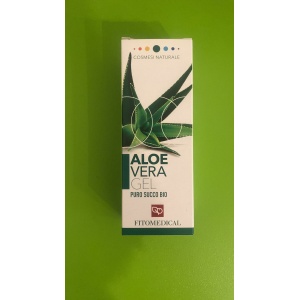 COSMESI NATURALE
ALOE
VERA
GEL
PURO SUCCO BIO
FITOMEDICAL